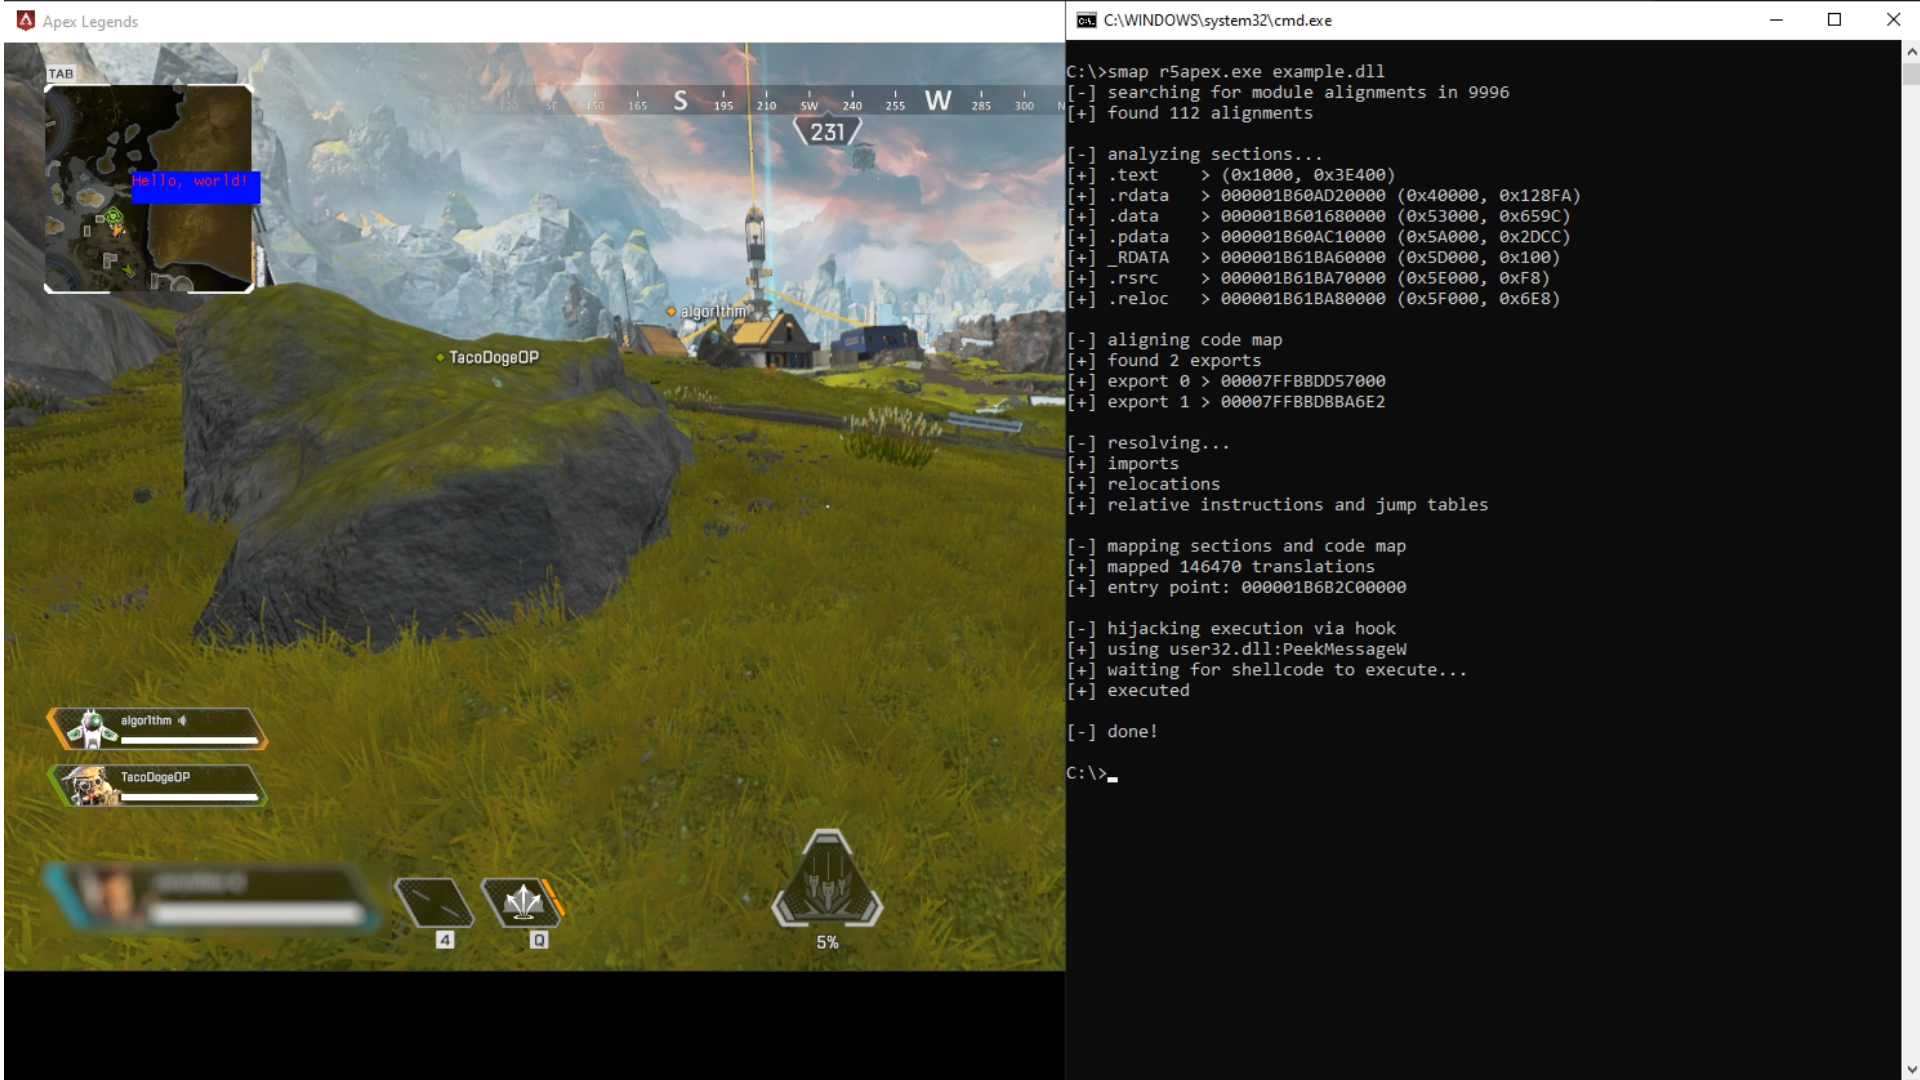 Apex Legends
TAB
120 SE 150 165 S 195 210 SW 240 255 W 285 300 N
231
Hello, world!
algor1thm
TacoDogeOP
algor1thm
TacoDogeOP
4
Q
5%
C:\WINDOWS\system32\cmd.exe
C:\>smap r5apex.exe example.dll
[-] searching for module alignments in 9996
[+] found 112 alignments
[-] analyzing sections...
[+] .text > (0x1000, 0x3E400)
[+] .rdata > 000001B60AD20000 (0x40000, 0x128FA)
[+] .data > 000001B601680000 (0x53000, 0x659C)
[+] .pdata > 000001B60AC10000 (0x5A000, 0x2DCC)
[+] _RDATA > 000001B61BA60000 (0x5D000, 0x100)
[+] .rsrc > 000001B61BA70000 (0x5E000, 0xF8)
[+] .reloc > 000001B61BA80000 (0x5F000, 0x6E8)
[-] aligning code map
[+] found 2 exports
[+] export 0 > 00007FFBBDD57000
[+] export 1 > 00007FFBBDBBA6E2
[-] resolving...
[+] imports
[+] relocations
[+] relative instructions and jump tables
[-] mapping sections and code map
[+] mapped 146470 translations
[+] entry point: 000001B6B2C00000
[-] hijacking execution via hook
[+] using user32.dll:PeekMessageW
[+] waiting for shellcode to execute...
[+] executed
[-] done!
C:\>